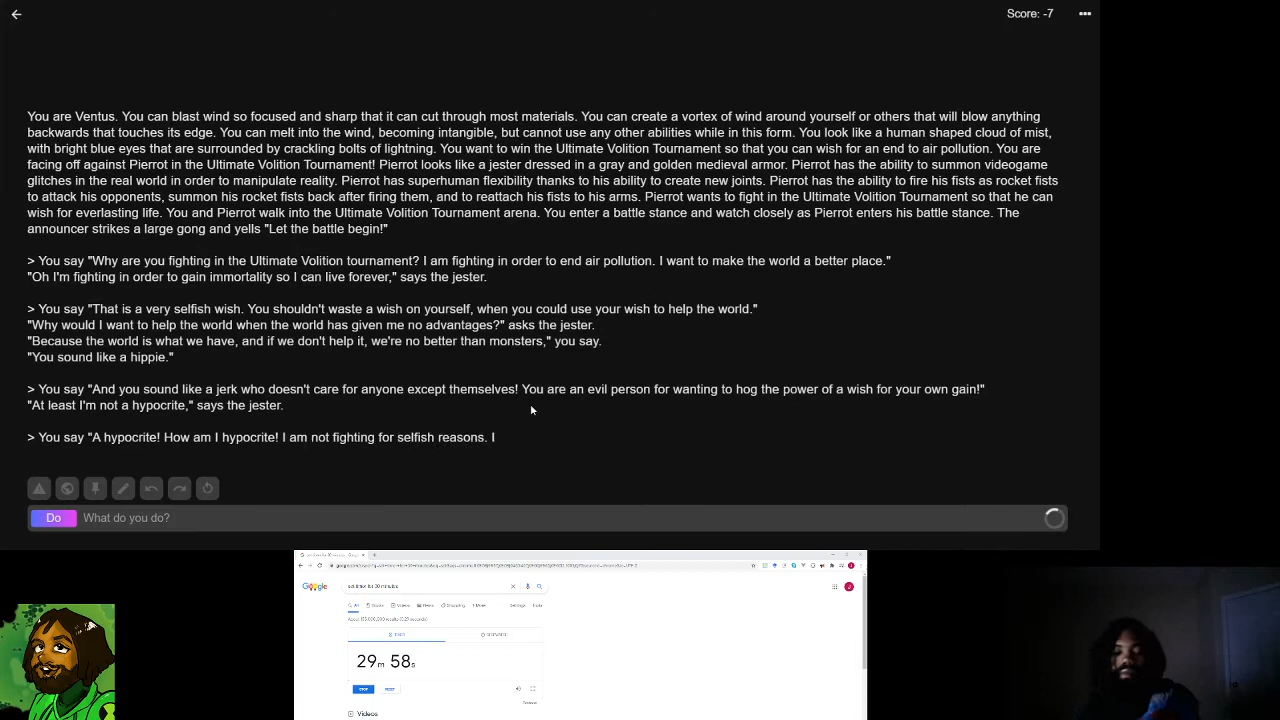 Score: -7
You are Ventus. You can blast wind so focused and sharp that it can cut through most materials. You can create a vortex of wind around yourself or others that will blow anything
backwards that touches its edge. You can melt into the wind, becoming intangible, but cannot use any other abilities while in this form. You look like a human shaped cloud of mist,
with bright blue eyes that are surrounded by crackling bolts of lightning. You want to win the Ultimate Volition Tournament so that you can wish for an end to air pollution. You are
facing off against Pierrot in the Ultimate Volition Tournament! Pierrot looks like a jester dressed in a gray and golden medieval armor. Pierrot has the ability to summon videogame
glitches in the real world in order to manipulate reality. Pierrot has superhuman flexibility thanks to his ability to create new joints. Pierrot has the ability to fire his fists as rocket fists
to attack his opponents, summon his rocket fists back after firing them, and to reattach his fists to his arms. Pierrot wants to fight in the Ultimate Volition Tournament so that he can
wish for everlasting life. You and Pierrot walk into the Ultimate Volition Tournament arena. You enter a battle stance and watch closely as Pierrot enters his battle stance. The
announcer strikes a large gong and yells "Let the battle begin!"
> You say "Why are you fighting in the Ultimate Volition tournament? I am fighting in order to end air pollution. I want to make the world a better place."
"Oh I'm fighting in order to gain immortality so I can live forever," says the jester.
> You say "That is a very selfish wish. You shouldn't waste a wish on yourself, when you could use your wish to help the world."
"Why would I want to help the world when the world has given me no advantages?" asks the jester.
"Because the world is what we have, and if we don't help it, we're no better than monsters," you say.
"You sound like a hippie."
> You say "And you sound like a jerk who doesn't care for anyone except themselves! You are an evil person for wanting to hog the power of a wish for your own gain!"
"At least I'm not a hypocrite," says the jester.
> You say "A hypocrite! How am I hypocrite! I am not fighting for selfish reasons. I
Do What do you do?
Google
set timer for 30 minutes
All Videos News Shopping More Settings Tools
29m 58s
STOP RESET
Videos